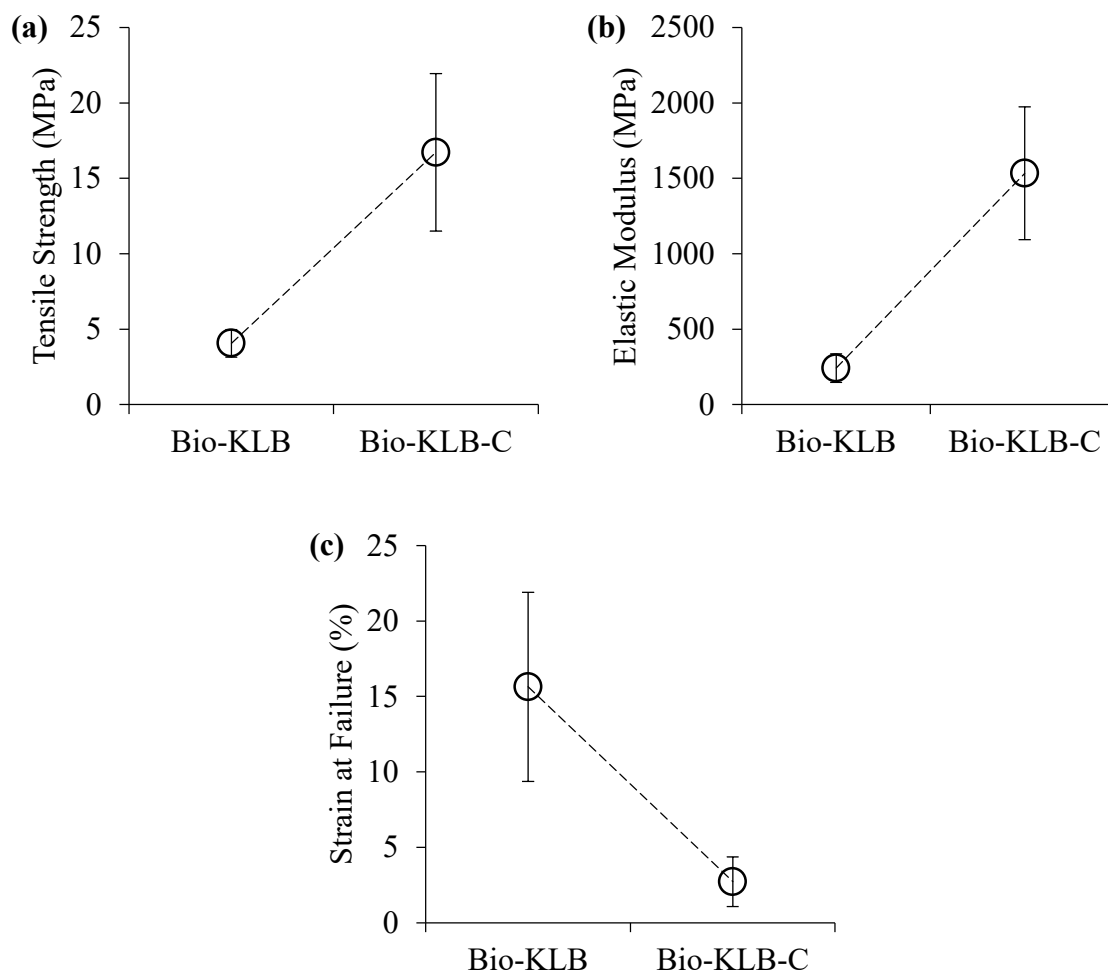 (a)
Tensile Strength (MPa)
25
20
15
10
5
0
Bio-KLB Bio-KLB-C
(b)
Elastic Modulus (MPa)
2500
2000
1500
1000
500
0
Bio-KLB Bio-KLB-C
(c)
Strain at Failure (%)
25
20
15
10
5
0
Bio-KLB Bio-KLB-C